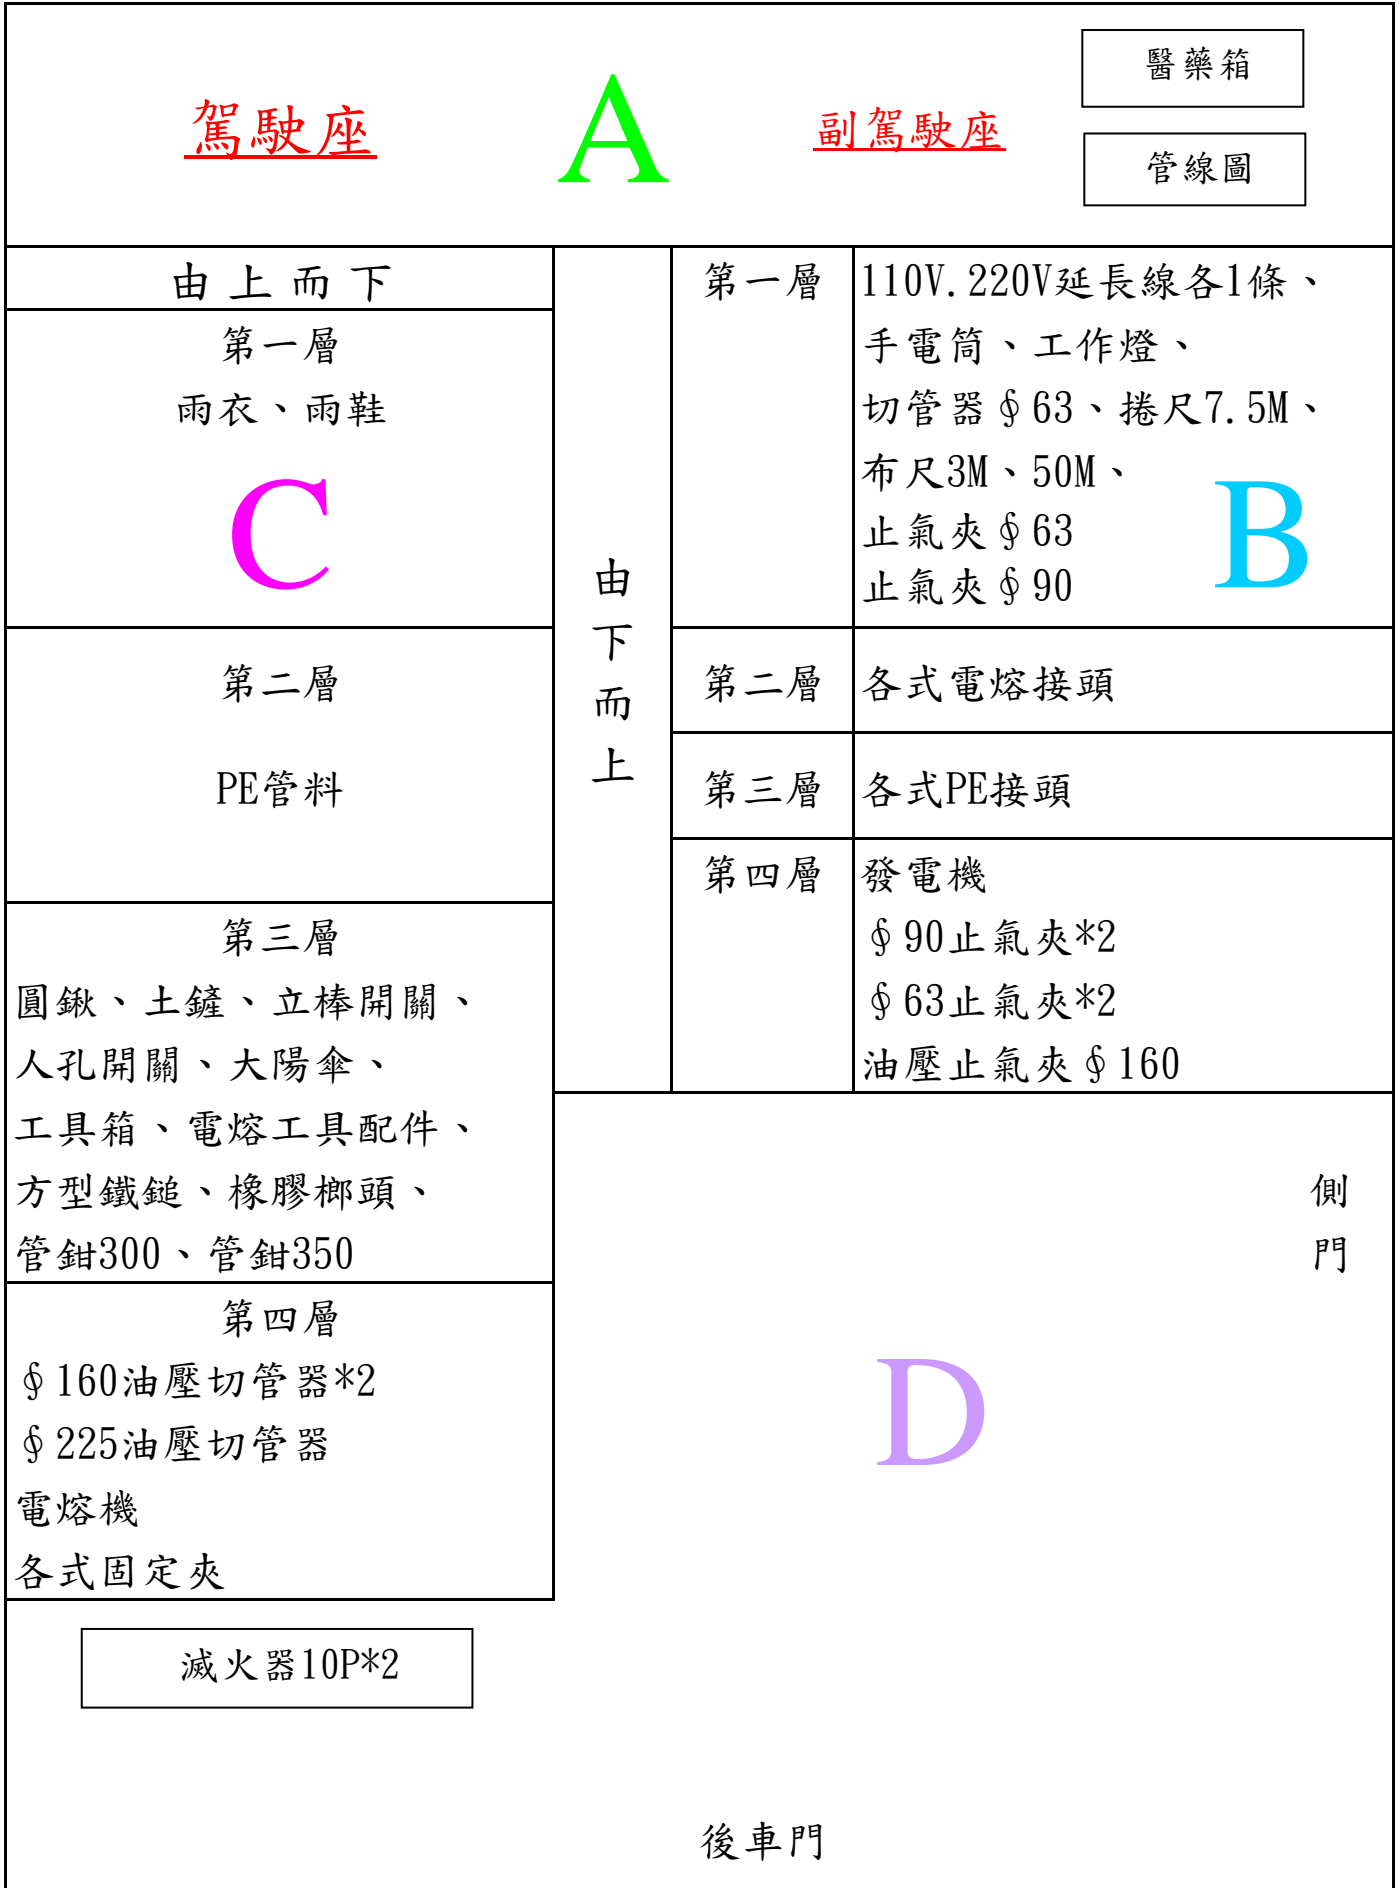 駕駛座
A
副駕駛座
醫藥箱
管線圖
由上而下
第一層
雨衣、雨鞋
C
第二層
PE管料
第三層
圓鍬、土鏟、立棒開關、
人孔開關、大陽傘、
工具箱、電熔工具配件、
方型鐵鎚、橡膠榔頭、
管鉗300、管鉗350
第四層
∮160油壓切管器*2
∮225油壓切管器
電熔機
各式固定夾
滅火器10P*2
由
下
而
上
第一層
110V.220V延長線各1條、
手電筒、工作燈、
切管器∮63、捲尺7.5M、
布尺3M、50M、
止氣夾∮63
止氣夾∮90
B
第二層
各式電熔接頭
第三層
各式PE接頭
第四層
發電機
∮90止氣夾*2
∮63止氣夾*2
油壓止氣夾∮160
側
門
D
後車門